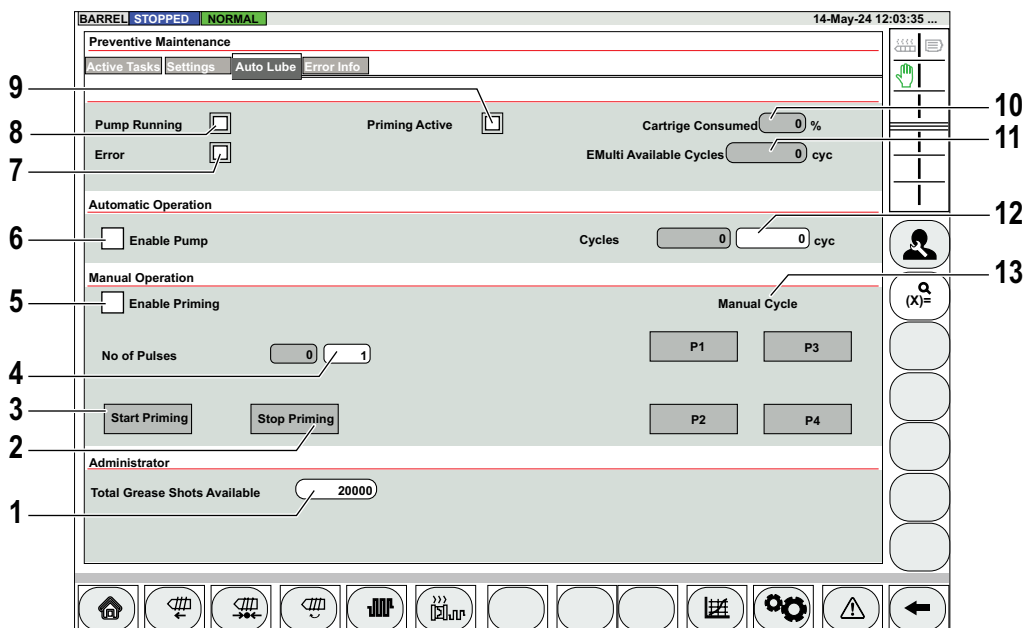 BARREL STOPPED NORMAL 14-May-24 12:03:35 ...
Preventive Maintenance
Active Tasks Settings Auto Lube Error Info
9
10
8 Pump Running Priming Active Cartrige Consumed 0 %
11
7 Error EMulti Available Cycles 0 cyc
Automatic Operation
12
6 Enable Pump Cycles 0 0 cyc
Manual Operation
13
5 Enable Priming Manual Cycle
(X)=
4 No of Pulses 0 1 P1 P3
3 Start Priming Stop Priming P2 P4
2
Administrator
1 Total Grease Shots Available 20000